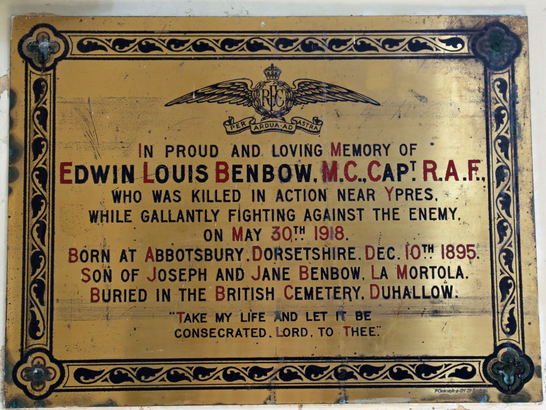 RFC
PER ARDUA AD ASTRA
IN PROUD AND LOVING MEMORY OF
EDWIN LOUIS BENBOW. M.C. CAPT R.A.F.
WHO WAS KILLED IN ACTION NEAR YPRES,
WHILE GALLANTLY FIGHTING AGAINST THE ENEMY,
ON MAY 30TH 1918.
BORN AT ABBOTSBURY, DORSETSHIRE, DEC. 10TH 1895.
SON OF JOSEPH AND JANE BENBOW, LA MORTOLA.
BURIED IN THE BRITISH CEMETERY, DUHALLOW.
"TAKE MY LIFE AND LET IT BE
CONSECRATED, LORD, TO THEE"